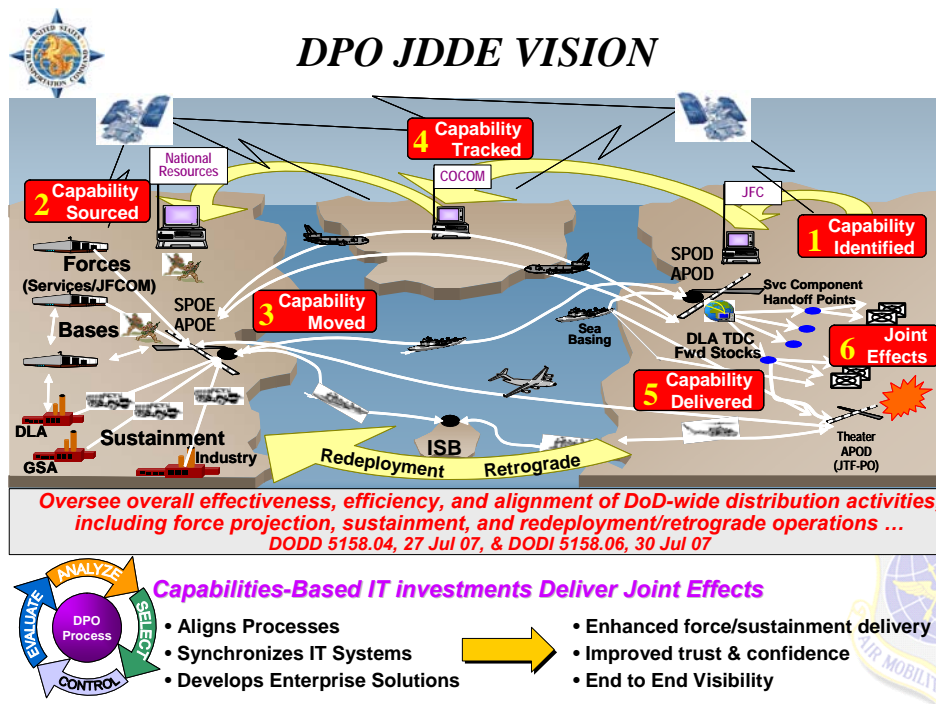 UNITED STATES
TRANSPORTATION COMMAND
DPO JDDE VISION
National
Resources
4 Capability
Tracked
COCOM
JFC
2 Capability
Sourced
1 Capability
Identified
Forces
(Services/JFCOM)
SPOE
APOE
3 Capability
Moved
SPOD
APOD
Svc Component
Handoff Points
Bases
Sea
Basing
DLA TDC
Fwd Stocks
6 Joint
Effects
5 Capability
Delivered
DLA
GSA
Sustainment
Industry
ISB
Theater
APOD
(JTF-PO)
Redeployment Retrograde
Oversee overall effectiveness, efficiency, and alignment of DoD-wide distribution activities,
including force projection, sustainment, and redeployment/retrograde operations …
DODD 5158.04, 27 Jul 07, & DODI 5158.06, 30 Jul 07
ANALYZE
SELECT
CONTROL
EVALUATE
DPO
Process
Capabilities-Based IT investments Deliver Joint Effects
• Aligns Processes
• Synchronizes IT Systems
• Develops Enterprise Solutions
• Enhanced force/sustainment delivery
• Improved trust & confidence
• End to End Visibility
AIR MOBILI